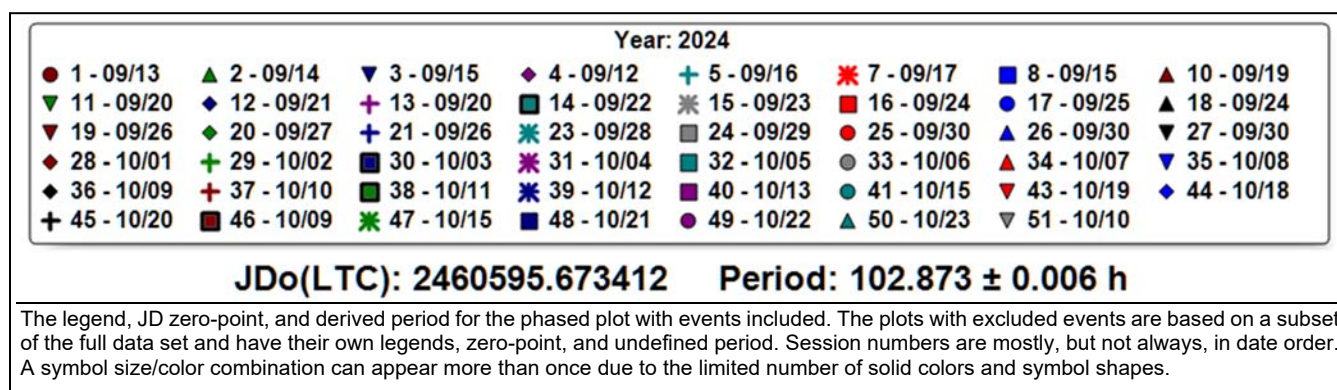 Year: 2024
1 - 09/13 2 - 09/14 3 - 09/15 4 - 09/12 5 - 09/16 7 - 09/17 8 - 09/15 10 - 09/19
11 - 09/20 12 - 09/21 13 - 09/20 14 - 09/22 15 - 09/23 16 - 09/24 17 - 09/25 18 - 09/24
19 - 09/26 20 - 09/27 21 - 09/26 23 - 09/28 24 - 09/29 25 - 09/30 26 - 09/30 27 - 09/30
28 - 10/01 29 - 10/02 30 - 10/03 31 - 10/04 32 - 10/05 33 - 10/06 34 - 10/07 35 - 10/08
36 - 10/09 37 - 10/10 38 - 10/11 39 - 10/12 40 - 10/13 41 - 10/15 43 - 10/19 44 - 10/18
45 - 10/20 46 - 10/09 47 - 10/15 48 - 10/21 49 - 10/22 50 - 10/23 51 - 10/10
JDo(LTC): 2460595.673412 Period: 102.873 ± 0.006 h
The legend, JD zero-point, and derived period for the phased plot with events included. The plots with excluded events are based on a subset
of the full data set and have their own legends, zero-point, and undefined period. Session numbers are mostly, but not always, in date order.
A symbol size/color combination can appear more than once due to the limited number of solid colors and symbol shapes.